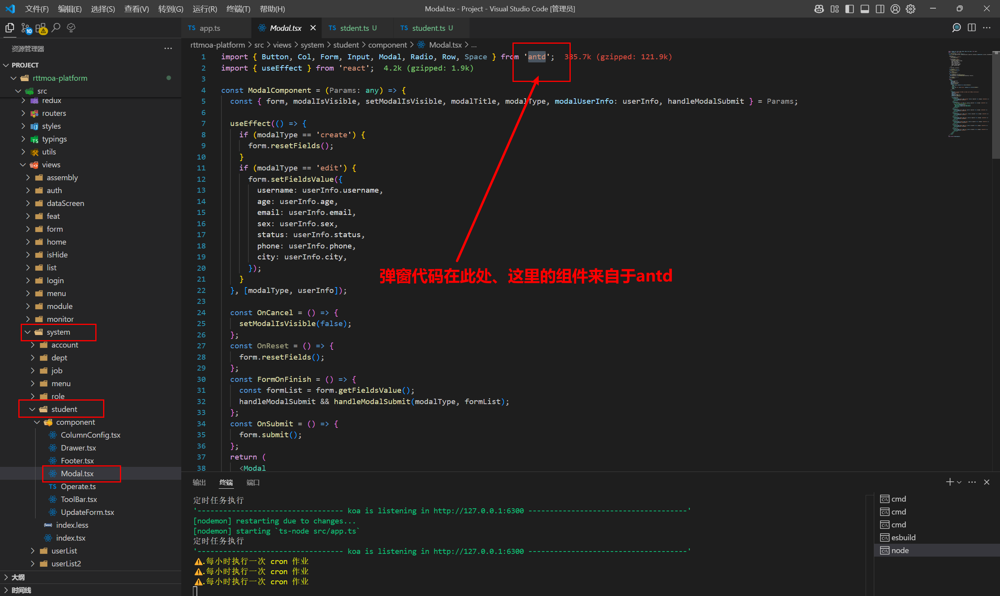 文件(F) 编辑(E) 选择(S) 查看(V) 转到(G) 运行(R) 终端(T) 帮助(H) Modal.tsx - Project - Visual Studio Code [管理员]
10
TS app.ts Modal.tsx TS stdent.ts U TS student.ts U
资源管理器
PROJECT
rttmoa-platform
src
redux
routers
styles
typings
utils
views
assembly
auth
dataScreen
feat
form
home
isHide
list
login
menu
module
monitor
system
account
dept
job
menu
role
student
component
ColumnConfig.tsx
Drawer.tsx
Footer.tsx
Modal.tsx
TS Operate.ts
ToolBar.tsx
UpdateForm.tsx
index.less
index.tsx
userList
userList2
大纲
时间线
rttmoa-platform > src > views > system > student > component > Modal.tsx > ...
1 import { Button, Col, Form, Input, Modal, Radio, Row, Space } from 'antd'; 385.7k (gzipped: 121.9k)
2 import { useEffect } from 'react'; 4.2k (gzipped: 1.9k)
3
4 const ModalComponent = (Params: any) => {
5 const { form, modalIsVisible, setModalIsVisible, modalTitle, modalType, modalUserInfo: userInfo, handleModalSubmit } = Params;
6
7 useEffect(() => {
8 if (modalType == 'create') {
9 form.resetFields();
10 }
11 if (modalType == 'edit') {
12 form.setFieldsValue({
13 username: userInfo.username,
14 age: userInfo.age,
15 email: userInfo.email,
16 sex: userInfo.sex,
17 status: userInfo.status,
18 phone: userInfo.phone,
19 city: userInfo.city,
20 });
21 }
22 }, [modalType, userInfo]);
23
24 const OnCancel = () => {
25 setModalIsVisible(false);
26 };
27 const OnReset = () => {
28 form.resetFields();
29 };
30 const FormOnFinish = () => {
31 const formList = form.getFieldsValue();
32 handleModalSubmit && handleModalSubmit(modalType, formList);
33 };
34 const OnSubmit = () => {
35 form.submit();
36 };
37 return (
38 <Modal
弹窗代码在此处、这里的组件来自于antd
输出 终端 端口
定时任务执行
'---------------------------------- koa is listening in http://127.0.0.1:6300 -------------------------------------'
[nodemon] restarting due to changes...
[nodemon] starting `ts-node src/app.ts`
定时任务执行
'---------------------------------- koa is listening in http://127.0.0.1:6300 -------------------------------------'
⚠.每小时执行一次 cron 作业
⚠.每小时执行一次 cron 作业
⚠.每小时执行一次 cron 作业
cmd
cmd
cmd
esbuild
node